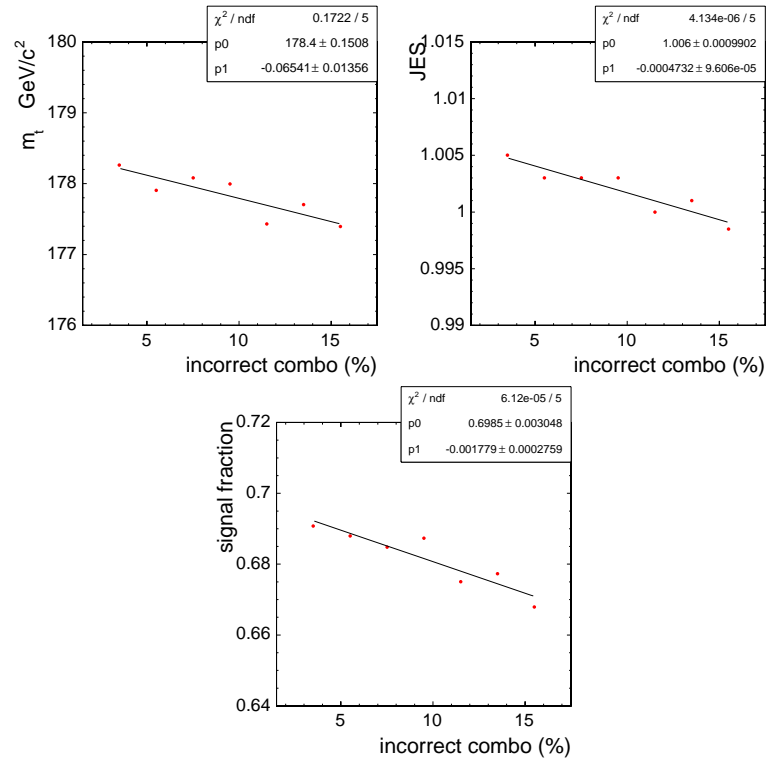 χ² / ndf 0.1722 / 5
p0 178.4 ± 0.1508
p1 -0.06541 ± 0.01356
m_t GeV/c²
180
179
178
177
176
5 10 15
incorrect combo (%)
χ² / ndf 4.134e-06 / 5
p0 1.006 ± 0.0009902
p1 -0.0004732 ± 9.606e-05
JES
1.015
1.01
1.005
1
0.995
0.99
5 10 15
incorrect combo (%)
χ² / ndf 6.12e-05 / 5
p0 0.6985 ± 0.003048
p1 -0.001779 ± 0.0002759
signal fraction
0.72
0.7
0.68
0.66
0.64
5 10 15
incorrect combo (%)